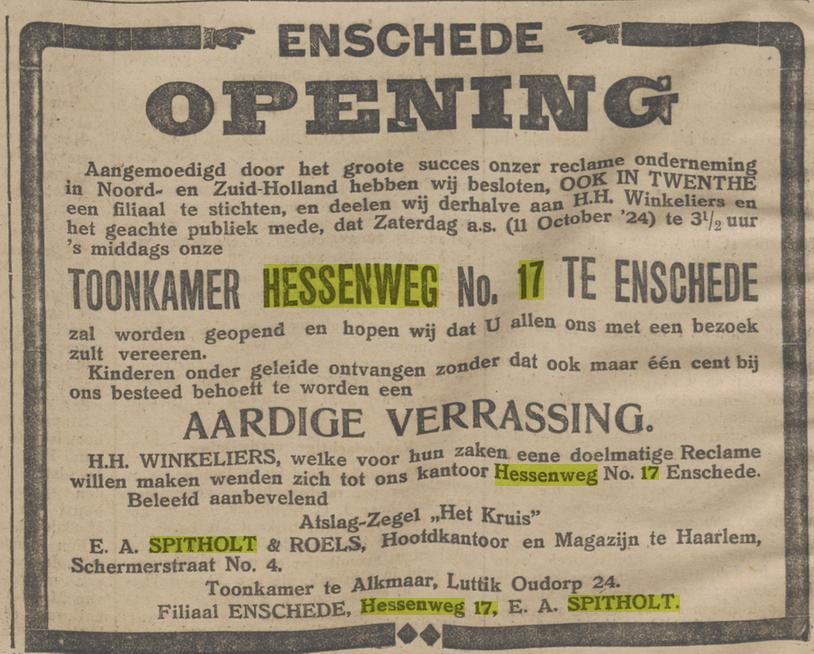 ENSCHEDE
OPENING
Aangemoedigd door het groote succes onzer reclame onderneming
in Noord- en Zuid-Holland hebben wij besloten, OOK IN TWENTHE
een filiaal te stichten, en deelen wij derhalve aan H.H. Winkeliers en
het geachte publiek mede, dat Zaterdag a.s. (11 October '24) te 3½ uur
's middags onze
TOONKAMER HESSENWEG No. 17 TE ENSCHEDE
zal worden geopend en hopen wij dat U allen ons met een bezoek
zult vereeren.
Kinderen onder geleide ontvangen zonder dat ook maar één cent bij
ons besteed behoeft te worden een
AARDIGE VERRASSING.
H.H. WINKELIERS, welke voor hun zaken eene doelmatige Reclame
willen maken wenden zich tot ons kantoor Hessenweg No. 17 Enschede.
Beleefd aanbevelend
Afslag-Zegel „Het Kruis”
E. A. SPITHOLT & ROELS, Hoofdkantoor en Magazijn te Haarlem,
Schermerstraat No. 4.
Toonkamer te Alkmaar, Luttik Oudorp 24.
Filiaal ENSCHEDE, Hessenweg 17, E. A. SPITHOLT.